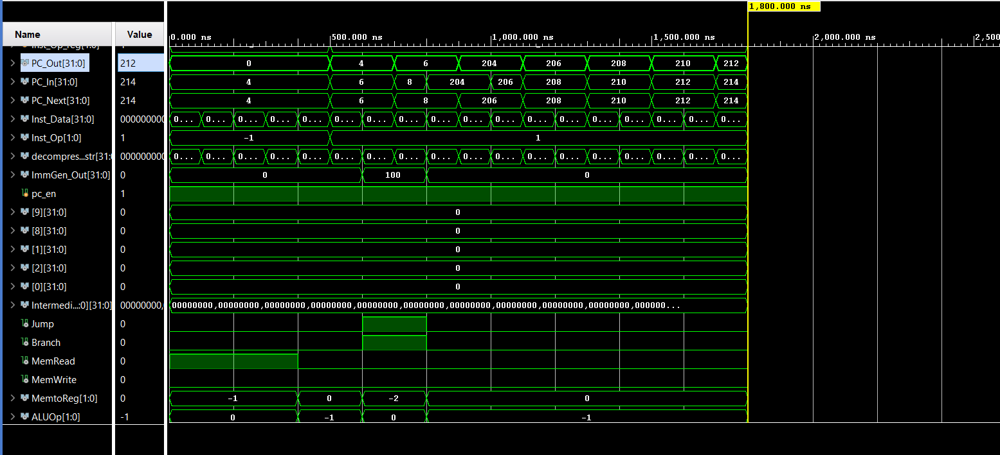 1,800.000 ns
Name Value 0.000 ns 500.000 ns 1,000.000 ns 1,500.000 ns 2,000.000 ns 2,500
Inst_Op_reg[1:0]
PC_Out[31:0] 212 0 4 6 204 206 208 210 212
PC_In[31:0] 214 4 6 8 204 206 208 210 212 214
PC_Next[31:0] 214 4 6 8 206 208 210 212 214
Inst_Data[31:0] 000000000 0... 0... 0... 0... 0... 0... 0... 0... 0... 0... 0... 0... 0... 0... 0... 0... 0... 0...
Inst_Op[1:0] 1 -1 1
decompres...str[31:0 000000000 0... 0... 0... 0... 0... 0... 0... 0... 0... 0... 0... 0... 0... 0... 0... 0... 0... 0...
ImmGen_Out[31:0] 0 0 100 0
pc_en 1
[9][31:0] 0 0
[8][31:0] 0 0
[1][31:0] 0 0
[2][31:0] 0 0
[0][31:0] 0 0
Intermedi...:0][31:0] 00000000, 00000000,00000000,00000000,00000000,00000000,00000000,00000000,00000000,00000000,00000000,000000...
Jump 0
Branch 0
MemRead 0
MemWrite 0
MemtoReg[1:0] 0 -1 0 -2 0
ALUOp[1:0] -1 0 -1 0 -1